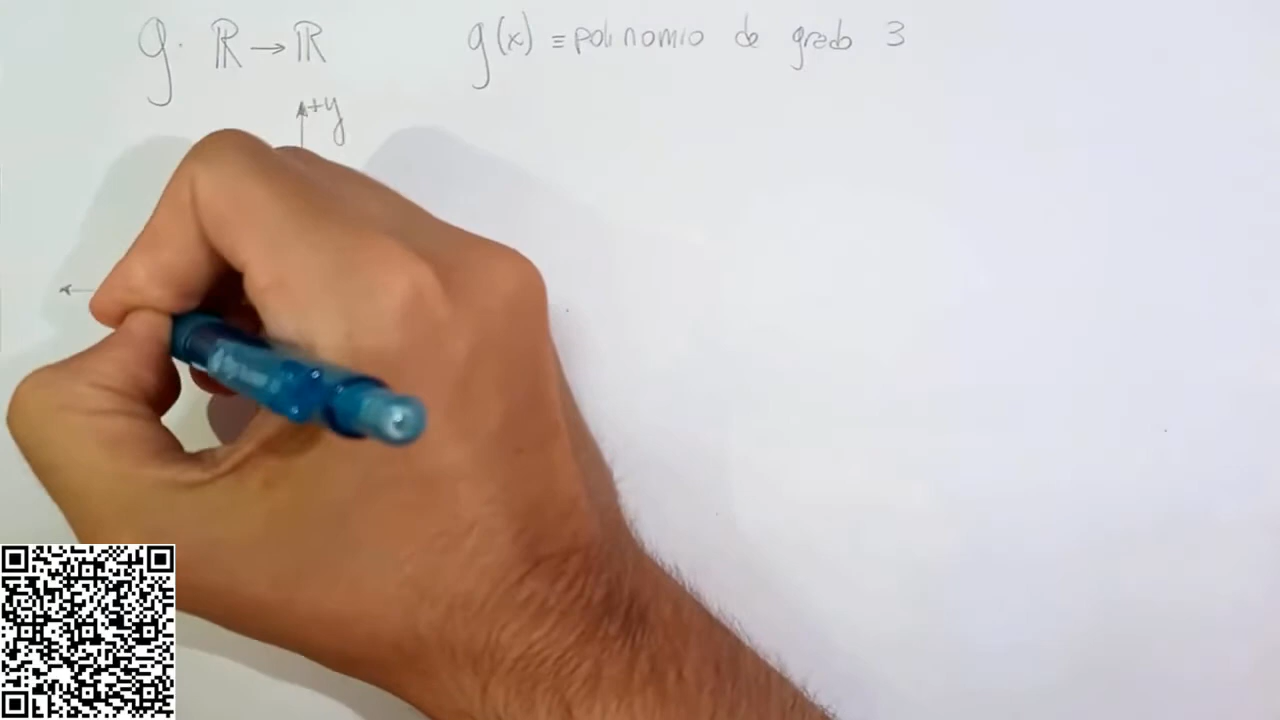 g: ℝ → ℝ g(x) ≡ polinomio de grado 3
+y